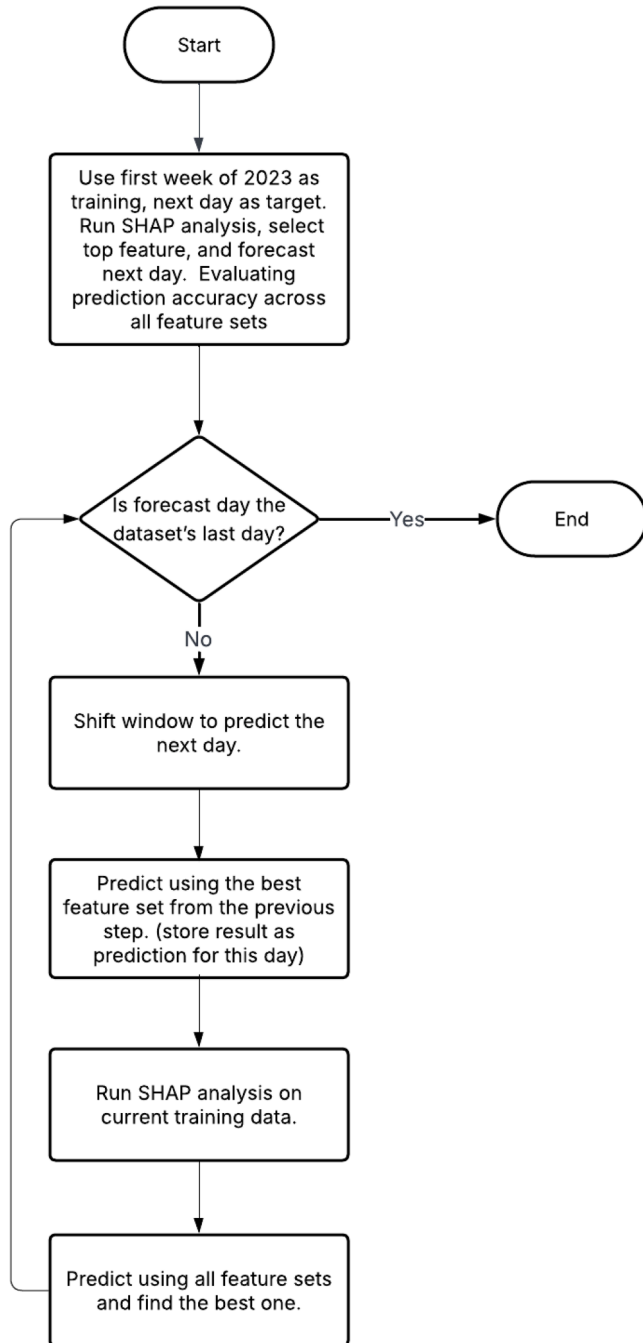 Start
Use first week of 2023 as
training, next day as target.
Run SHAP analysis, select
top feature, and forecast
next day.  Evaluating
prediction accuracy across
all feature sets
Is forecast day the
dataset's last day?
Yes
End
No
Shift window to predict the
next day.
Predict using the best
feature set from the previous
step. (store result as
prediction for this day)
Run SHAP analysis on
current training data.
Predict using all feature sets
and find the best one.